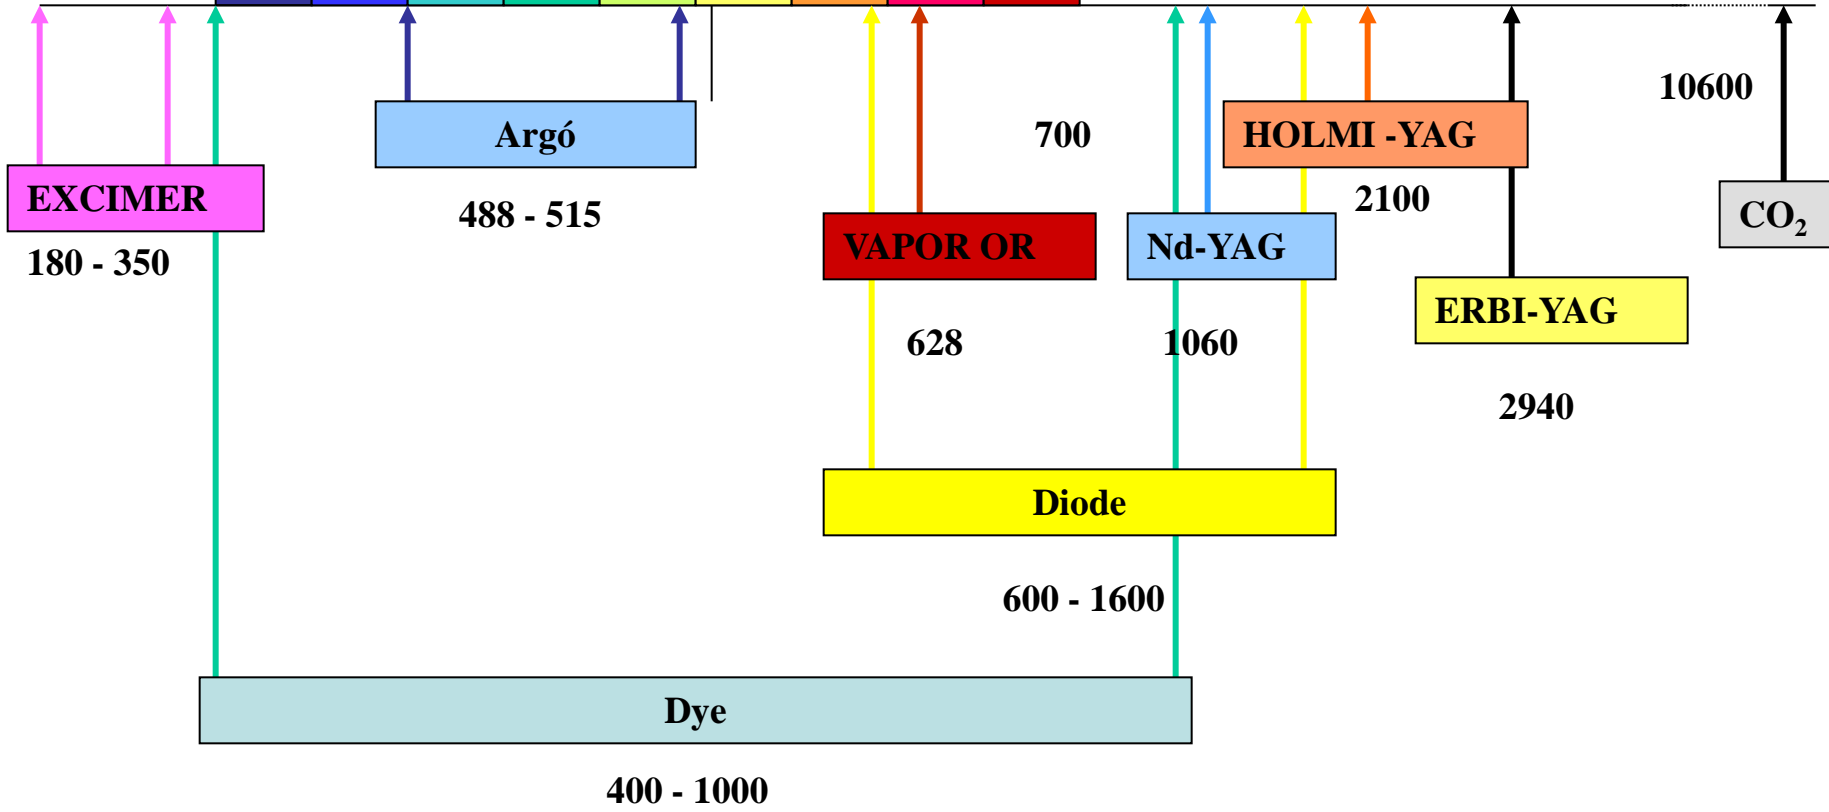 10600
Argó
700
HOLMI -YAG
EXCIMER
488 - 515
2100
CO₂
180 - 350
VAPOR OR
Nd-YAG
ERBI-YAG
628
1060
2940
Diode
600 - 1600
Dye
400 - 1000